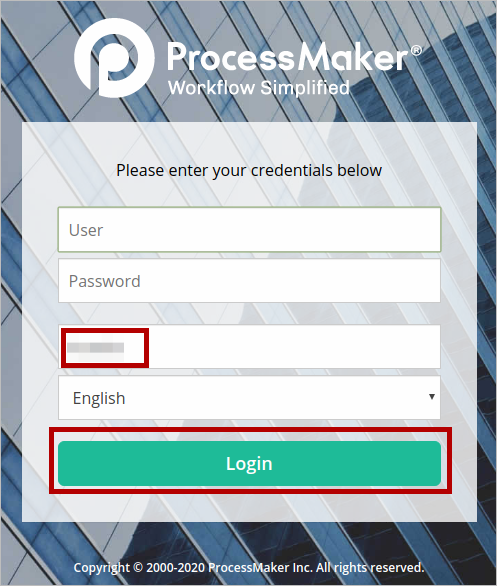 ProcessMaker®
Workflow Simplified
Please enter your credentials below
User
Password
English
Login
Copyright © 2000-2020 ProcessMaker Inc. All rights reserved.